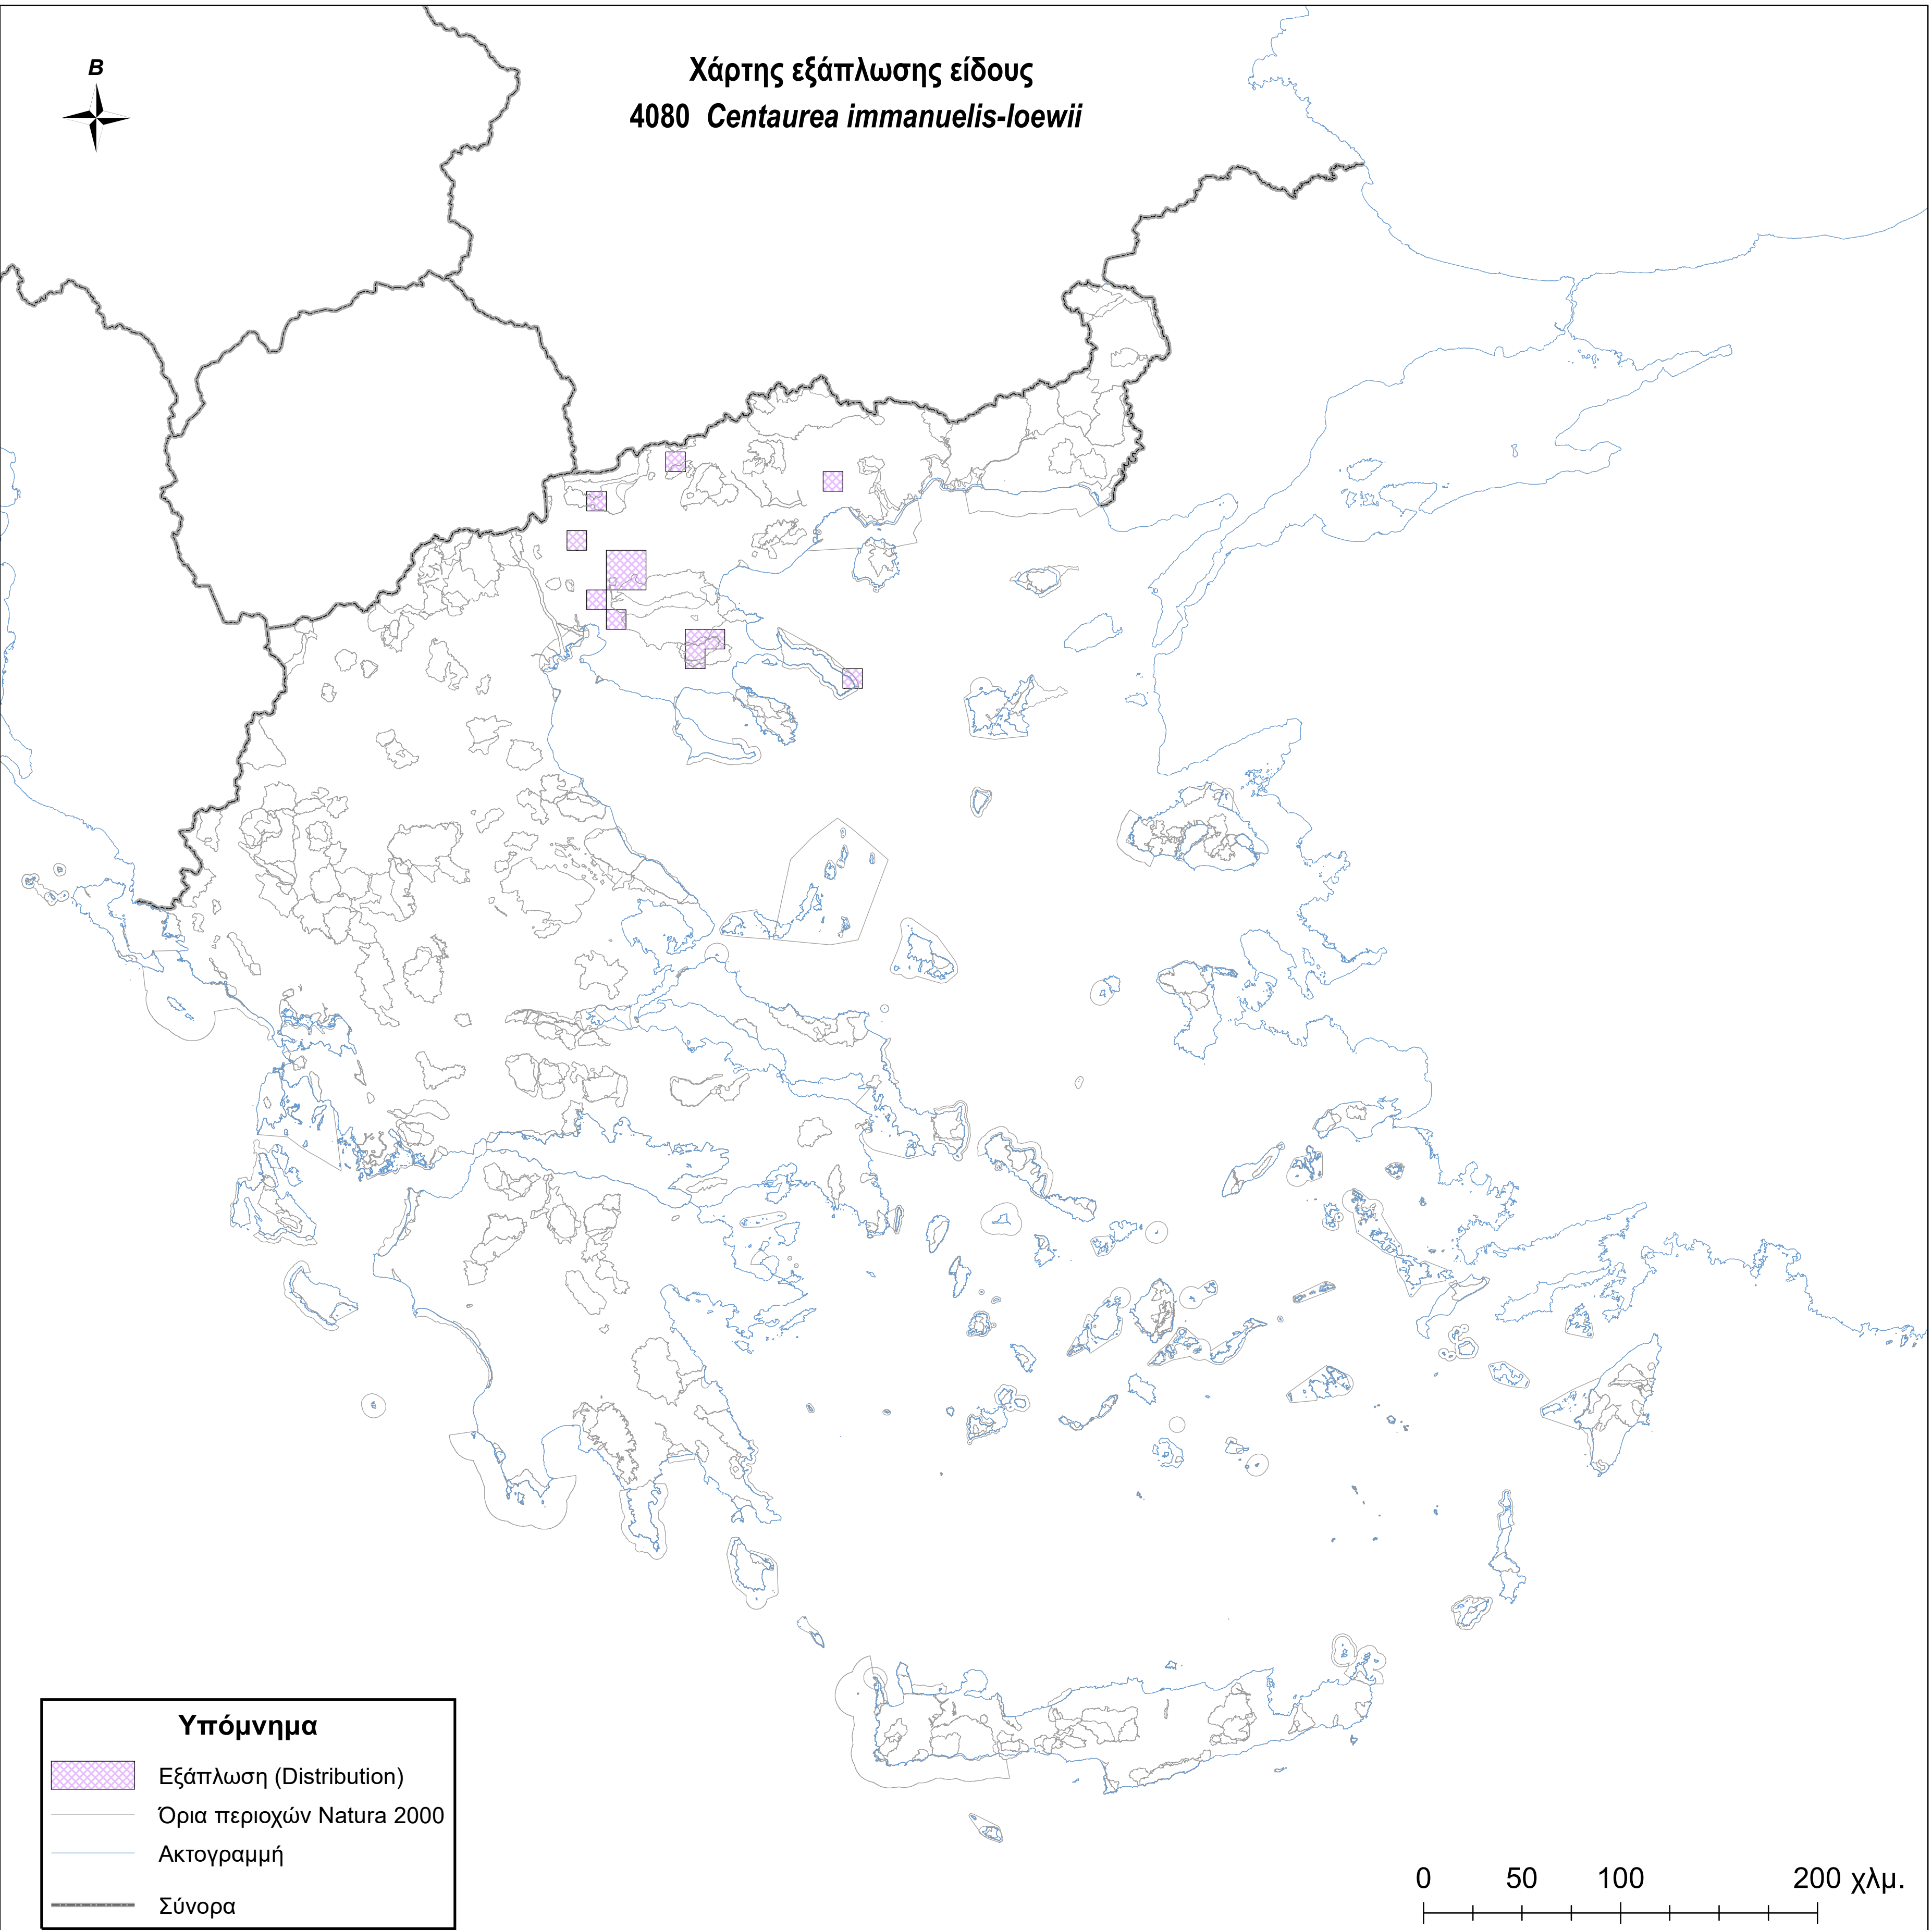 Χάρτης εξάπλωσης είδους
4080 Centaurea immanuelis-loewii
Β
Υπόμνημα
Εξάπλωση (Distribution)
Όρια περιοχών Natura 2000
Ακτογραμμή
Σύνορα
0 50 100 200 χλμ.